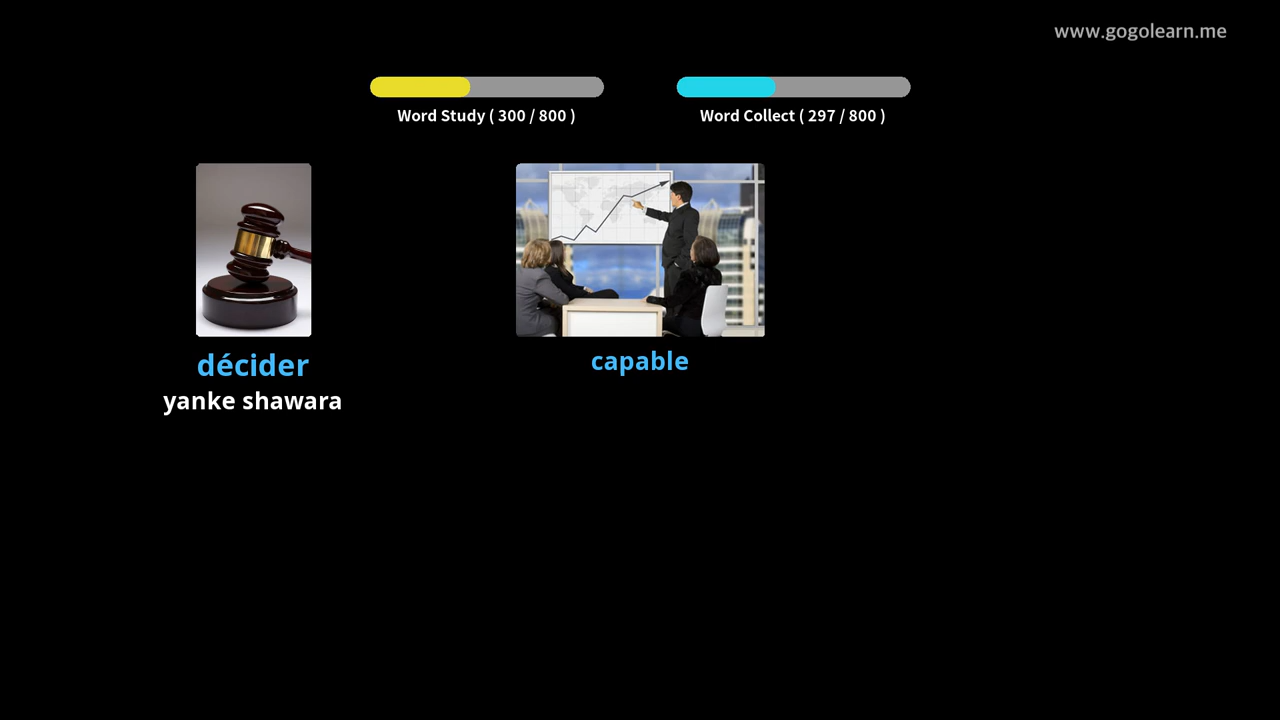 www.gogolearn.me
Word Study ( 300 / 800 )
Word Collect ( 297 / 800 )
décider
yanke shawara
capable